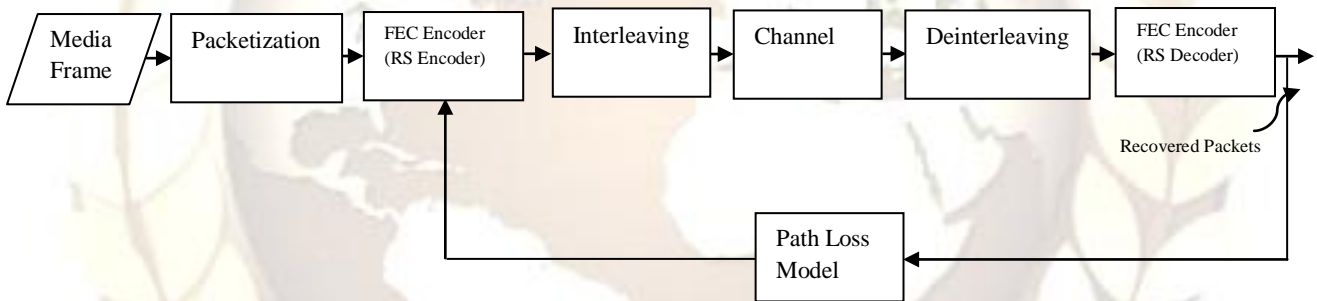 Media
Frame
Packetization
FEC Encoder
(RS Encoder)
Interleaving
Channel
Deinterleaving
FEC Encoder
(RS Decoder)
Recovered Packets
Path Loss
Model